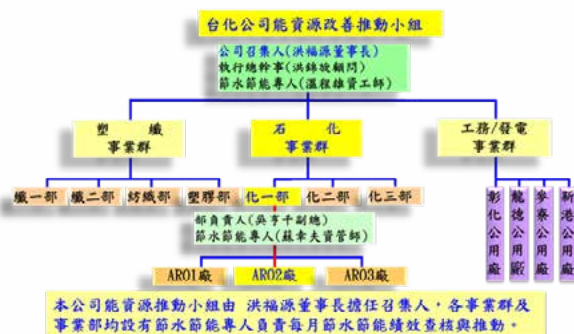 台化公司能資源改善推動小組
公司召集人(洪福源董事長)
執行總幹事(洪錦放顧問)
節水節能專人(溫程雄資工師)
塑 纖
事業群
石 化
事業群
工務/發電
事業群
纖一部
纖二部
紡織部
塑膠部
化一部
化二部
化三部
彰化公用廠
龍德公用廠
麥寮公用廠
新港公用廠
部負責人(吳亨千副總)
節水節能專人(蘇幸夫資管師)
ARO1廠
ARO2廠
ARO3廠
本公司能資源推動小組由 洪福源董事長擔任召集人，各事業群及
事業部均設有節水節能專人負責每月節水節能績效查核與推動。